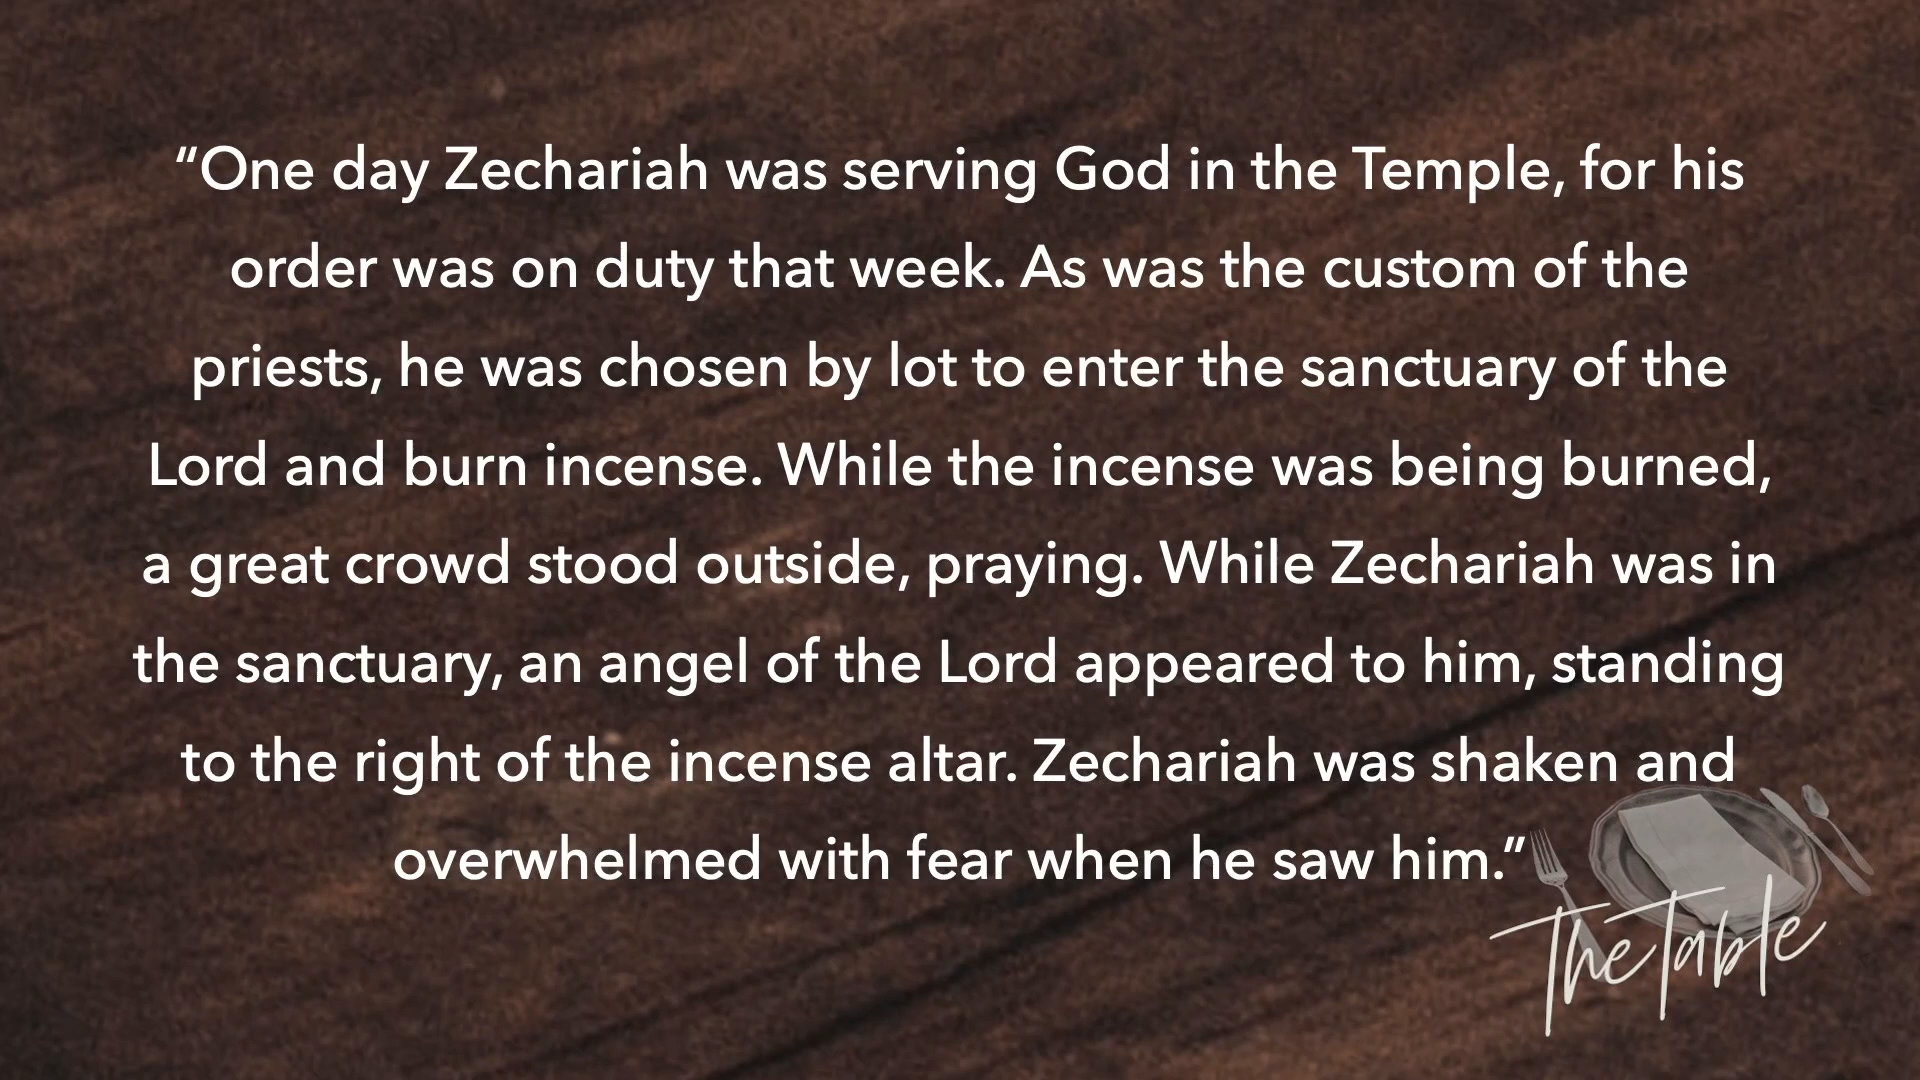 “One day Zechariah was serving God in the Temple, for his
order was on duty that week. As was the custom of the
priests, he was chosen by lot to enter the sanctuary of the
Lord and burn incense. While the incense was being burned,
a great crowd stood outside, praying. While Zechariah was in
the sanctuary, an angel of the Lord appeared to him, standing
to the right of the incense altar. Zechariah was shaken and
overwhelmed with fear when he saw him.”
The Table